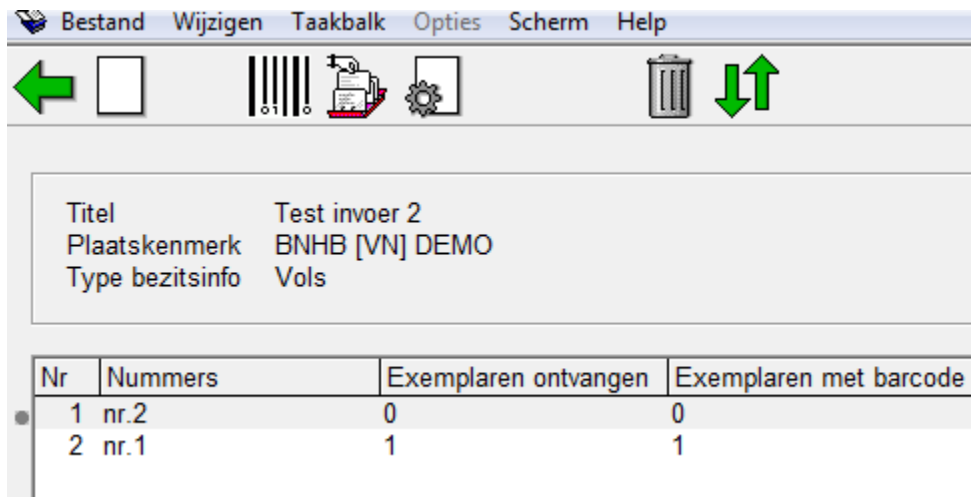 Bestand Wijzigen Taakbalk Opties Scherm Help
Titel Test invoer 2
Plaatskenmerk BNHB [VN] DEMO
Type bezitsinfo Vols
Nr Nummers Exemplaren ontvangen Exemplaren met barcode
1 nr.2 0 0
2 nr.1 1 1